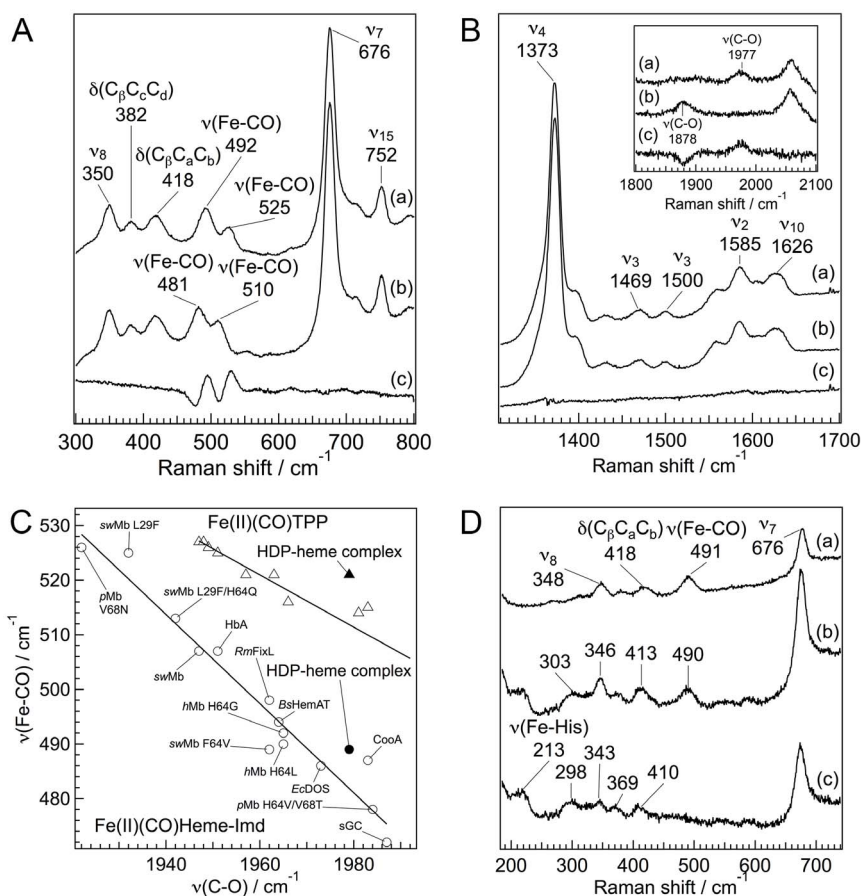 A
ν7
676
δ(CβCcCd)
382
ν(Fe-CO)
492
ν15
752
ν8
350
δ(CβCaCb)
418
ν(Fe-CO)
525
(a)
ν(Fe-CO)
481
ν(Fe-CO)
510
(b)
(c)
300 400 500 600 700 800
Raman shift / cm-1
B
ν4
1373
ν(C-O)
1977
(a)
(b)
ν(C-O)
1878
(c)
1800 1900 2000 2100
Raman shift / cm-1
ν3
1469
ν3
1500
ν2
1585
ν10
1626
(a)
(b)
(c)
1400 1500 1600 1700
Raman shift / cm-1
C
Fe(II)(CO)TPP
swMb L29F
HDP-heme complex
pMb
V68N
swMb L29F/H64Q
HbA
swMb
RmFixL
HDP-heme complex
hMb H64G
BsHemAT
swMb F64V
CooA
hMb H64L
EcDOS
pMb H64V/V68T
sGC
Fe(II)(CO)Heme-Imd
530
520
510
500
490
480
ν(Fe-CO) / cm-1
1940 1960 1980
ν(C-O) / cm-1
D
δ(CβCaCb)
418
ν(Fe-CO)
491
ν7
676
(a)
ν8
348
(b)
303
346
413
490
ν(Fe-His)
213
298
343
369
410
(c)
200 300 400 500 600 700
Raman shift / cm-1